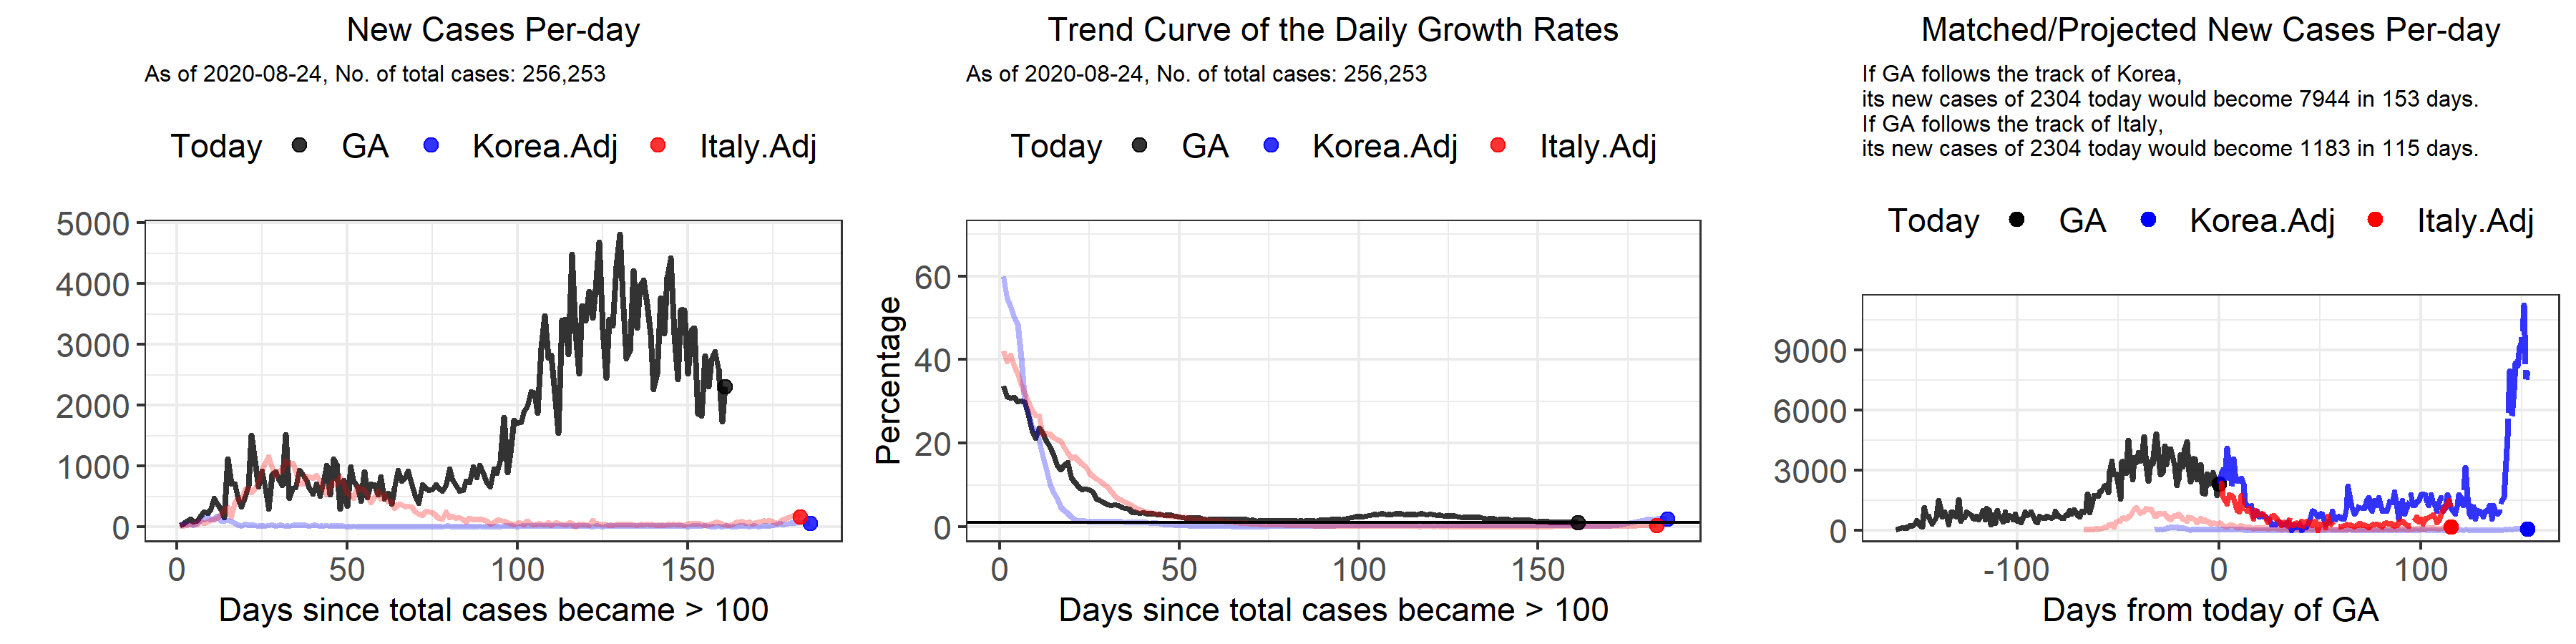 New Cases Per-day
As of 2020-08-24, No. of total cases: 256,253
Today GA Korea.Adj Italy.Adj
5000
4000
3000
2000
1000
0
0 50 100 150
Days since total cases became > 100
Trend Curve of the Daily Growth Rates
As of 2020-08-24, No. of total cases: 256,253
Today GA Korea.Adj Italy.Adj
Percentage
60
40
20
0
0 50 100 150
Days since total cases became > 100
Matched/Projected New Cases Per-day
If GA follows the track of Korea,
its new cases of 2304 today would become 7944 in 153 days.
If GA follows the track of Italy,
its new cases of 2304 today would become 1183 in 115 days.
Today GA Korea.Adj Italy.Adj
9000
6000
3000
0
-100 0 100
Days from today of GA